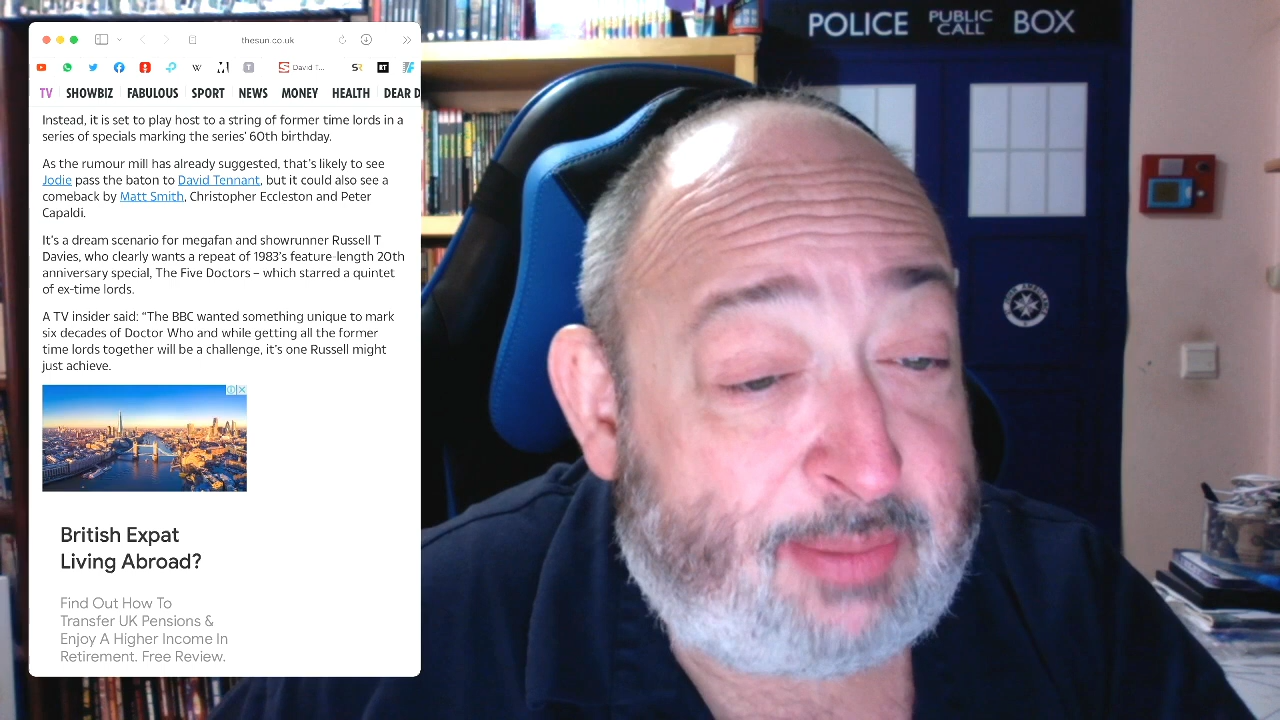 thesun.co.uk
W
David T...
RT
TV SHOWBIZ FABULOUS SPORT NEWS MONEY HEALTH DEAR D
Instead, it is set to play host to a string of former time lords in a
series of specials marking the series' 60th birthday.
As the rumour mill has already suggested, that's likely to see
Jodie pass the baton to David Tennant, but it could also see a
comeback by Matt Smith, Christopher Eccleston and Peter
Capaldi.
It's a dream scenario for megafan and showrunner Russell T
Davies, who clearly wants a repeat of 1983's feature-length 20th
anniversary special, The Five Doctors – which starred a quintet
of ex-time lords.
A TV insider said: “The BBC wanted something unique to mark
six decades of Doctor Who and while getting all the former
time lords together will be a challenge, it's one Russell might
just achieve.
British Expat
Living Abroad?
Find Out How To
Transfer UK Pensions &
Enjoy A Higher Income In
Retirement. Free Review.
POLICE PUBLIC CALL BOX